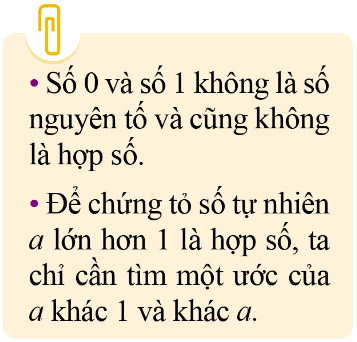 • Số 0 và số 1 không là số
nguyên tố và cũng không
là hợp số.
• Để chứng tỏ số tự nhiên
a lớn hơn 1 là hợp số, ta
chỉ cần tìm một ước của
a khác 1 và khác a.